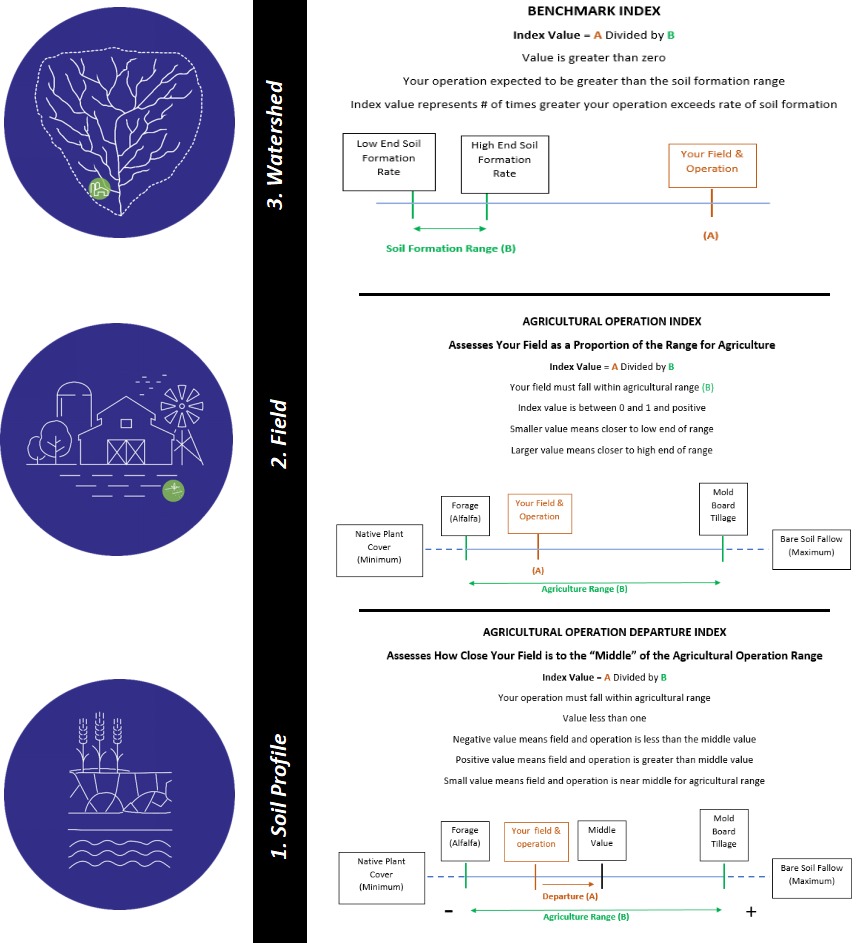 3. Watershed
BENCHMARK INDEX
Index Value = A Divided by B
Value is greater than zero
Your operation expected to be greater than the soil formation range
Index value represents # of times greater your operation exceeds rate of soil formation
Low End Soil
Formation
Rate
High End Soil
Formation
Rate
Your Field &
Operation
(A)
Soil Formation Range (B)
2. Field
AGRICULTURAL OPERATION INDEX
Assesses Your Field as a Proportion of the Range for Agriculture
Index Value = A Divided by B
Your field must fall within agricultural range (B)
Index value is between 0 and 1 and positive
Smaller value means closer to low end of range
Larger value means closer to high end of range
Native Plant
Cover
(Minimum)
Forage
(Alfalfa)
Your Field &
Operation
Mold
Board
Tillage
Bare Soil Fallow
(Maximum)
(A)
Agriculture Range (B)
1. Soil Profile
AGRICULTURAL OPERATION DEPARTURE INDEX
Assesses How Close Your Field is to the “Middle” of the Agricultural Operation Range
Index Value = A Divided by B
Your operation must fall within agricultural range
Value less than one
Negative value means field and operation is less than the middle value
Positive value means field and operation is greater than middle value
Small value means field and operation is near middle for agricultural range
Native Plant
Cover
(Minimum)
Forage
(Alfalfa)
Your field &
operation
Middle
Value
Mold
Board
Tillage
Bare Soil Fallow
(Maximum)
Departure (A)
-
Agriculture Range (B)
+